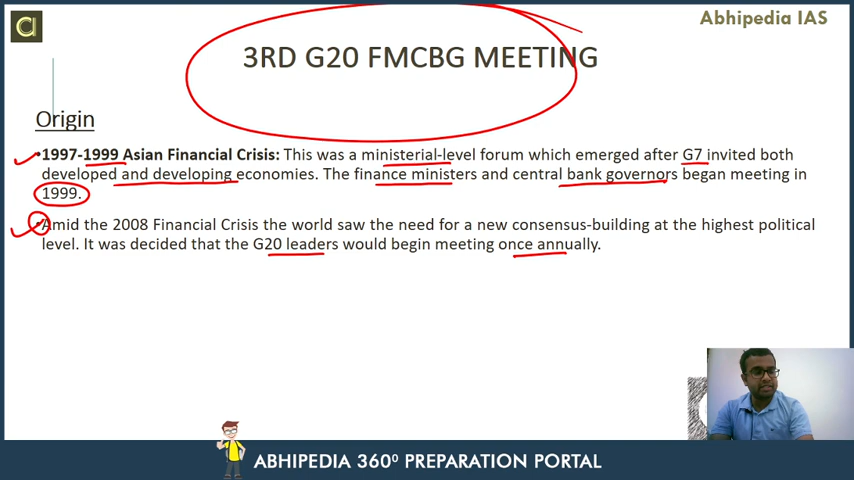 Abhipedia IAS
3RD G20 FMCBG MEETING
Origin
•1997-1999 Asian Financial Crisis: This was a ministerial-level forum which emerged after G7 invited both
developed and developing economies. The finance ministers and central bank governors began meeting in
1999.
•Amid the 2008 Financial Crisis the world saw the need for a new consensus-building at the highest political
level. It was decided that the G20 leaders would begin meeting once annually.
ABHIPEDIA 360⁰ PREPARATION PORTAL